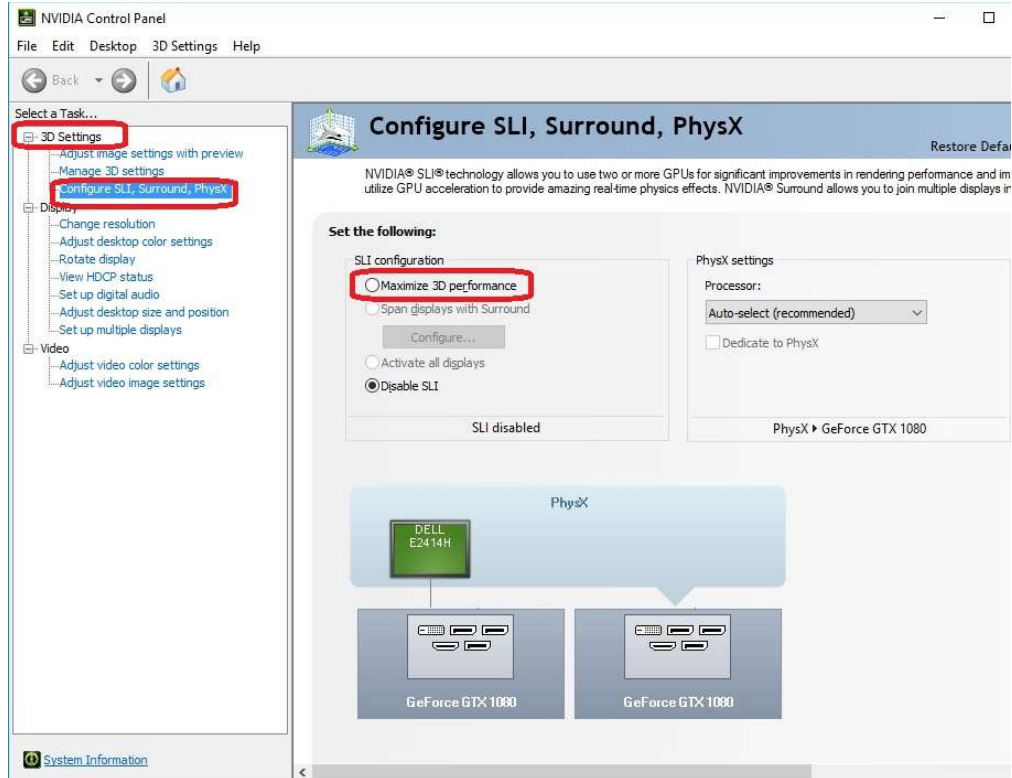 NVIDIA Control Panel
File Edit Desktop 3D Settings Help
Back
Select a Task...
3D Settings
Adjust image settings with preview
Manage 3D settings
Configure SLI, Surround, PhysX
Display
Change resolution
Adjust desktop color settings
Rotate display
View HDCP status
Set up digital audio
Adjust desktop size and position
Set up multiple displays
Video
Adjust video color settings
Adjust video image settings
System Information
Configure SLI, Surround, PhysX
Restore Defau
NVIDIA® SLI® technology allows you to use two or more GPUs for significant improvements in rendering performance and im
utilize GPU acceleration to provide amazing real-time physics effects. NVIDIA® Surround allows you to join multiple displays in
Set the following:
SLI configuration
Maximize 3D performance
Span displays with Surround
Configure...
Activate all displays
Disable SLI
SLI disabled
PhysX settings
Processor:
Auto-select (recommended)
Dedicate to PhysX
PhysX ▸ GeForce GTX 1080
PhysX
DELL
E2414H
GeForce GTX 1080
GeForce GTX 1080